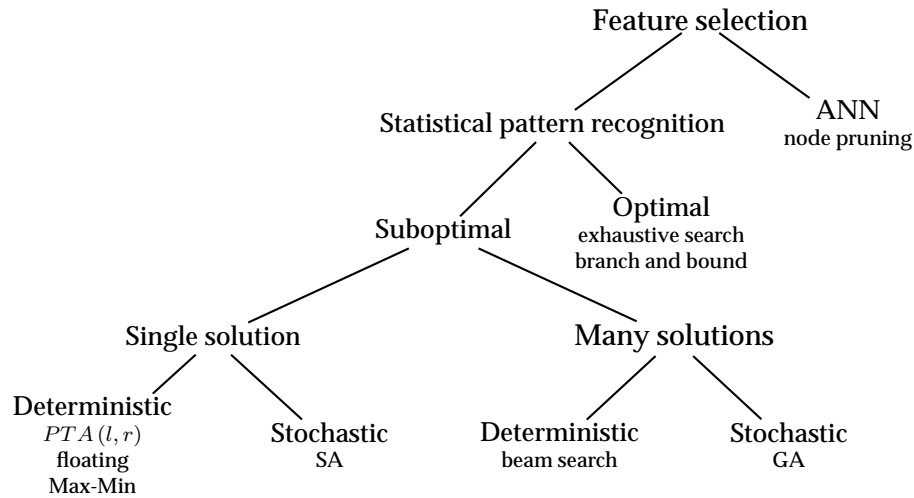 Feature selection
Statistical pattern recognition
ANN
node pruning
Suboptimal
Optimal
exhaustive search
branch and bound
Single solution
Many solutions
Deterministic
PTA(l, r)
floating
Max-Min
Stochastic
SA
Deterministic
beam search
Stochastic
GA